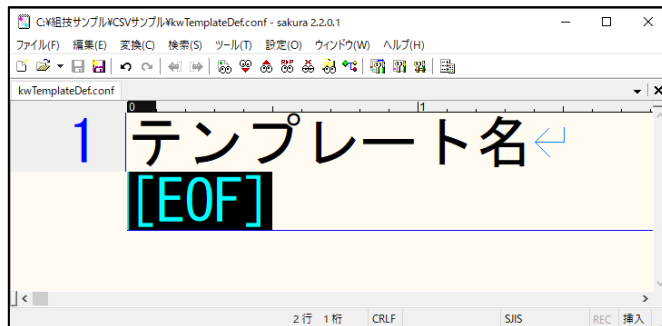 C:¥組技サンプル¥CSVサンプル¥kwTemplateDef.conf - sakura 2.2.0.1
ファイル(F) 編集(E) 変換(C) 検索(S) ツール(T) 設定(O) ウィンドウ(W) ヘルプ(H)
kwTemplateDef.conf
0 1
1 テンプレート名
[EOF]
2行 1桁 CRLF SJIS REC 挿入